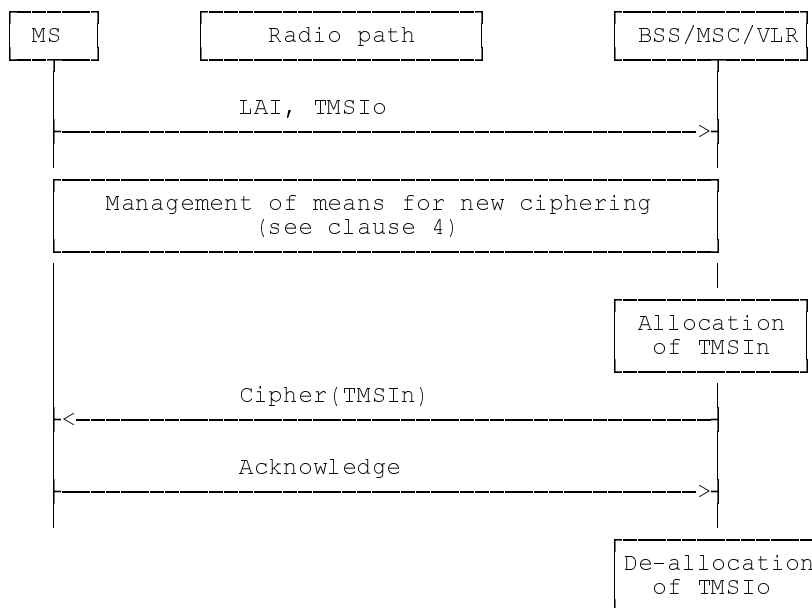 MS
Radio path
BSS/MSC/VLR
LAI, TMSIo
Management of means for new ciphering
(see clause 4)
Allocation
of TMSIn
Cipher(TMSIn)
Acknowledge
De-allocation
of TMSIo